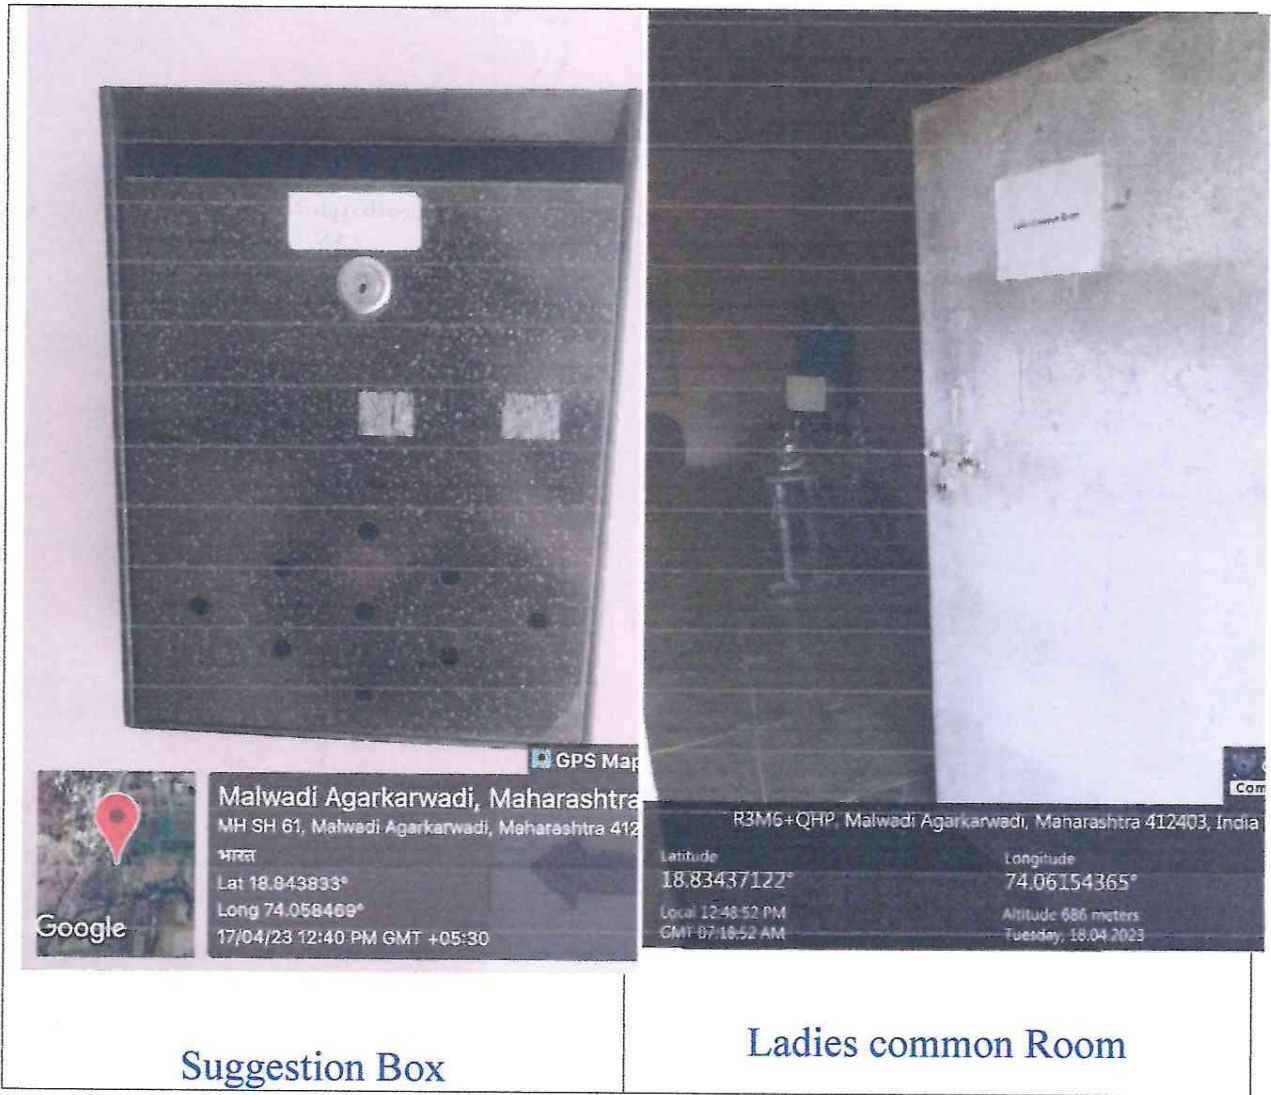 GPS Map
Malwadi Agarkarwadi, Maharashtra
MH SH 61, Malwadi Agarkarwadi, Maharashtra 412
भारत
Lat 18.843833°
Long 74.058469°
17/04/23 12:40 PM GMT +05:30
Google
Suggestion Box
Ladies common Room
Com
R3M6+QHP, Malwadi Agarkarwadi, Maharashtra 412403, India
Latitude
18.83437122°
Longitude
74.06154365°
Local 12:48:52 PM
GMT 07:18:52 AM
Altitude 686 meters
Tuesday, 18.04.2023
Ladies common Room